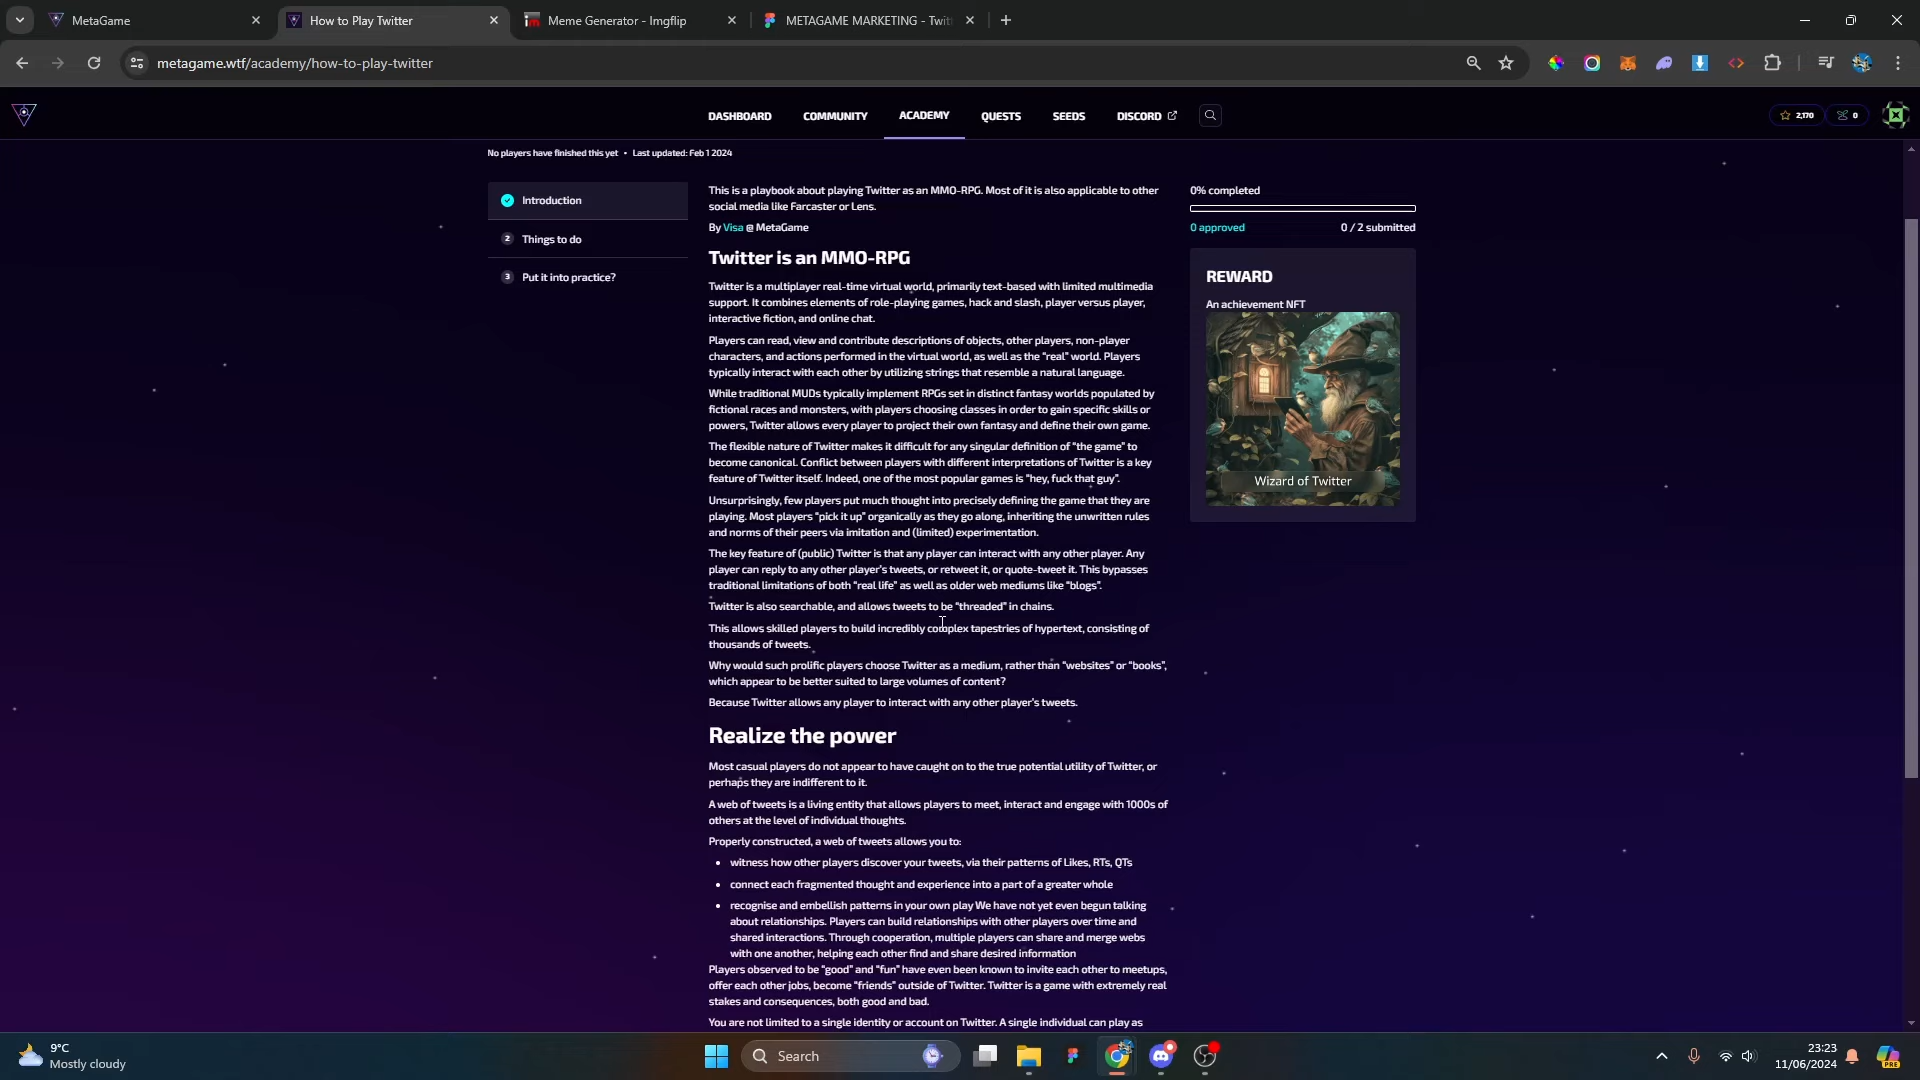 MetaGame
How to Play Twitter
Meme Generator - Imgflip
METAGAME MARKETING - Twit
metagame.wtf/academy/how-to-play-twitter
DASHBOARD
COMMUNITY
ACADEMY
QUESTS
SEEDS
DISCORD
2,170
0
No players have finished this yet • Last updated: Feb 1 2024
Introduction
2 Things to do
3 Put it into practice?
This is a playbook about playing Twitter as an MMO-RPG. Most of it is also applicable to other
social media like Farcaster or Lens.
By Visa @ MetaGame
Twitter is an MMO-RPG
Twitter is a multiplayer real-time virtual world, primarily text-based with limited multimedia
support. It combines elements of role-playing games, hack and slash, player versus player,
interactive fiction, and online chat.
Players can read, view and contribute descriptions of objects, other players, non-player
characters, and actions performed in the virtual world, as well as the “real” world. Players
typically interact with each other by utilizing strings that resemble a natural language.
While traditional MUDs typically implement RPGs set in distinct fantasy worlds populated by
fictional races and monsters, with players choosing classes in order to gain specific skills or
powers, Twitter allows every player to project their own fantasy and define their own game.
The flexible nature of Twitter makes it difficult for any singular definition of “the game” to
become canonical. Conflict between players with different interpretations of Twitter is a key
feature of Twitter itself. Indeed, one of the most popular games is “hey, fuck that guy”.
Unsurprisingly, few players put much thought into precisely defining the game that they are
playing. Most players “pick it up” organically as they go along, inheriting the unwritten rules
and norms of their peers via imitation and (limited) experimentation.
The key feature of (public) Twitter is that any player can interact with any other player. Any
player can reply to any other player’s tweets, or retweet it, or quote-tweet it. This bypasses
traditional limitations of both “real life” as well as older web mediums like “blogs”.
Twitter is also searchable, and allows tweets to be “threaded” in chains.
This allows skilled players to build incredibly complex tapestries of hypertext, consisting of
thousands of tweets.
Why would such prolific players choose Twitter as a medium, rather than “websites” or “books”,
which appear to be better suited to large volumes of content?
Because Twitter allows any player to interact with any other player’s tweets.
Realize the power
Most casual players do not appear to have caught on to the true potential utility of Twitter, or
perhaps they are indifferent to it.
A web of tweets is a living entity that allows players to meet, interact and engage with 1000s of
others at the level of individual thoughts.
Properly constructed, a web of tweets allows you to:
• witness how other players discover your tweets, via their patterns of Likes, RTs, QTs
• connect each fragmented thought and experience into a part of a greater whole
• recognise and embellish patterns in your own play We have not yet even begun talking
about relationships. Players can build relationships with other players over time and
shared interactions. Through cooperation, multiple players can share and merge webs
with one another, helping each other find and share desired information
Players observed to be “good” and “fun” have even been known to invite each other to meetups,
offer each other jobs, become “friends” outside of Twitter. Twitter is a game with extremely real
stakes and consequences, both good and bad.
You are not limited to a single identity or account on Twitter. A single individual can play as
0% completed
0 approved
0 / 2 submitted
REWARD
An achievement NFT
Wizard of Twitter
9°C
Mostly cloudy
Search
23:23
11/06/2024
PRE